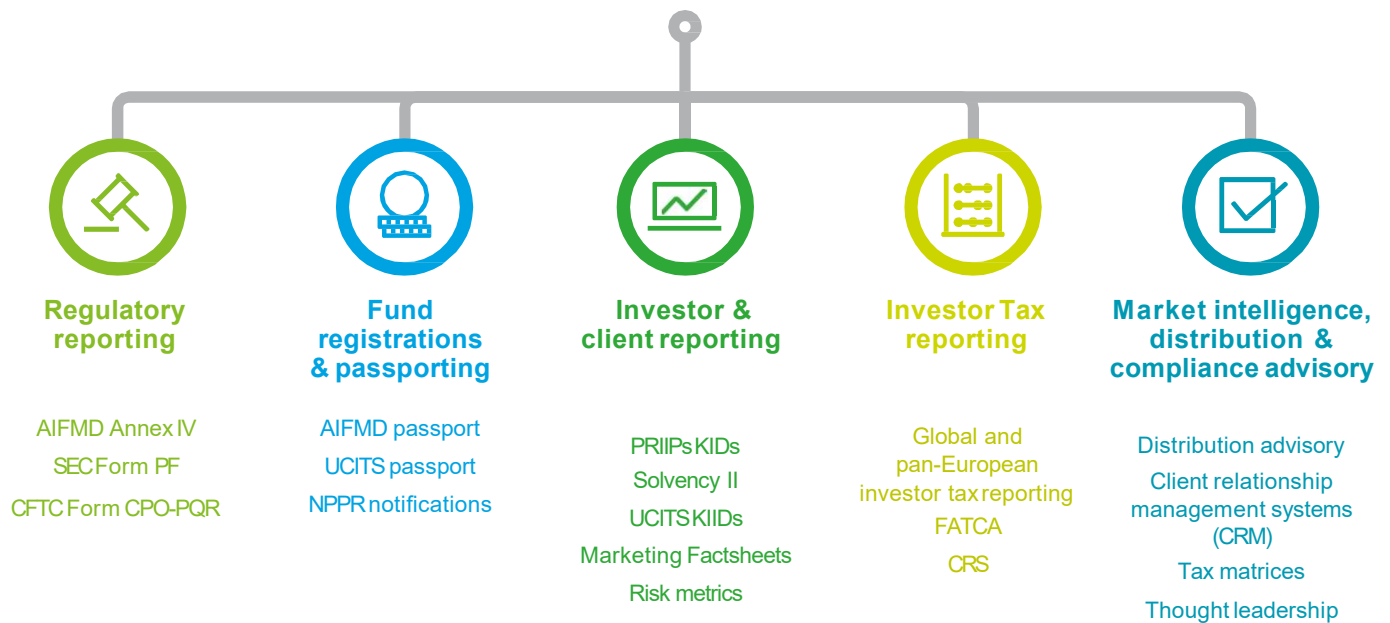 Regulatory
reporting
AIFMD Annex IV
SEC Form PF
CFTC Form CPO-PQR
Fund
registrations
& passporting
AIFMD passport
UCITS passport
NPPR notifications
Investor &
client reporting
PRIIPs KIDs
Solvency II
UCITS KIIDs
Marketing Factsheets
Risk metrics
Investor Tax
reporting
Global and
pan-European
investor tax reporting
FATCA
CRS
Market intelligence,
distribution &
compliance advisory
Distribution advisory
Client relationship
management systems
(CRM)
Tax matrices
Thought leadership